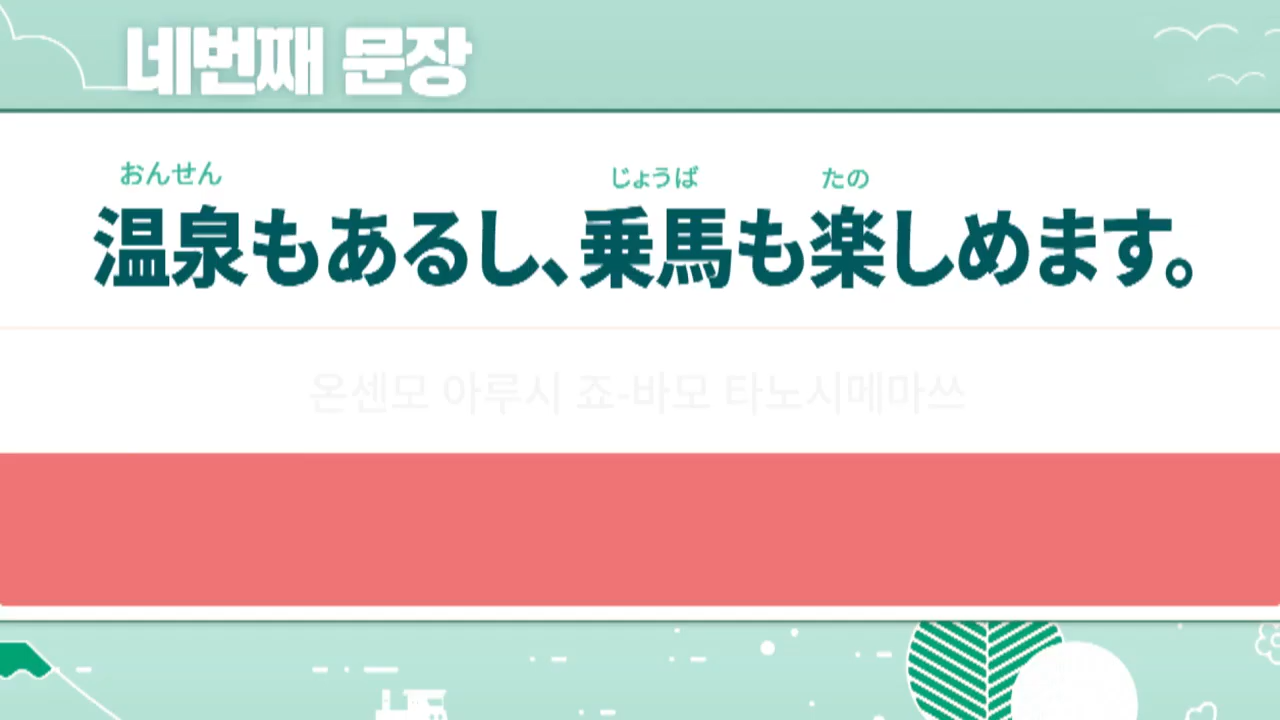 네번째 문장
おんせん じょうば たの
温泉もあるし、乗馬も楽しめます。
온센모 아루시 죠-바모 타노시메마쓰